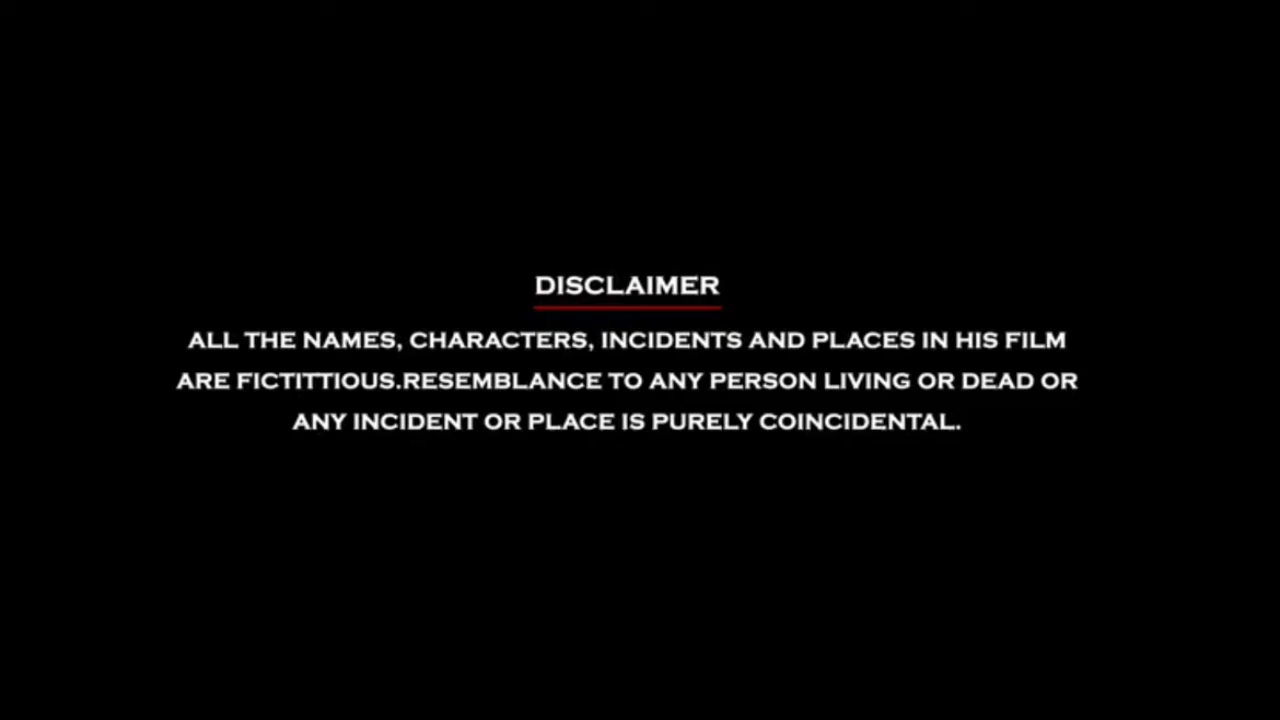 DISCLAIMER
ALL THE NAMES, CHARACTERS, INCIDENTS AND PLACES IN HIS FILM
ARE FICTITTIOUS.RESEMBLANCE TO ANY PERSON LIVING OR DEAD OR
ANY INCIDENT OR PLACE IS PURELY COINCIDENTAL.